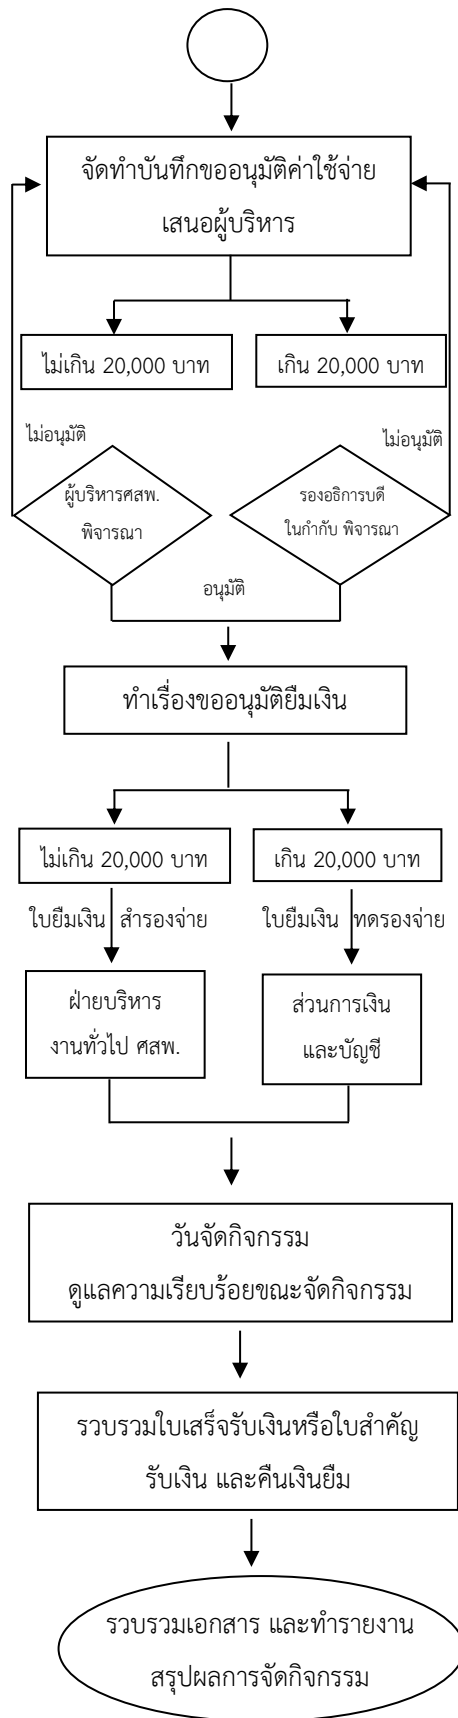 จัดทำบันทึกขออนุมัติค่าใช้จ่าย
เสนอผู้บริหาร
ไม่เกิน 20,000 บาท
เกิน 20,000 บาท
ไม่อนุมัติ
ไม่อนุมัติ
ผู้บริหารศสพ.
พิจารณา
รองอธิการบดี
ในกำกับ พิจารณา
อนุมัติ
ทำเรื่องขออนุมัติยืมเงิน
ไม่เกิน 20,000 บาท
เกิน 20,000 บาท
ใบยืมเงิน สำรองจ่าย
ใบยืมเงิน ทดรองจ่าย
ฝ่ายบริหาร
งานทั่วไป ศสพ.
ส่วนการเงิน
และบัญชี
วันจัดกิจกรรม
ดูแลความเรียบร้อยขณะจัดกิจกรรม
รวบรวมใบเสร็จรับเงินหรือใบสำคัญ
รับเงิน และคืนเงินยืม
รวบรวมเอกสาร และทำรายงาน
สรุปผลการจัดกิจกรรม